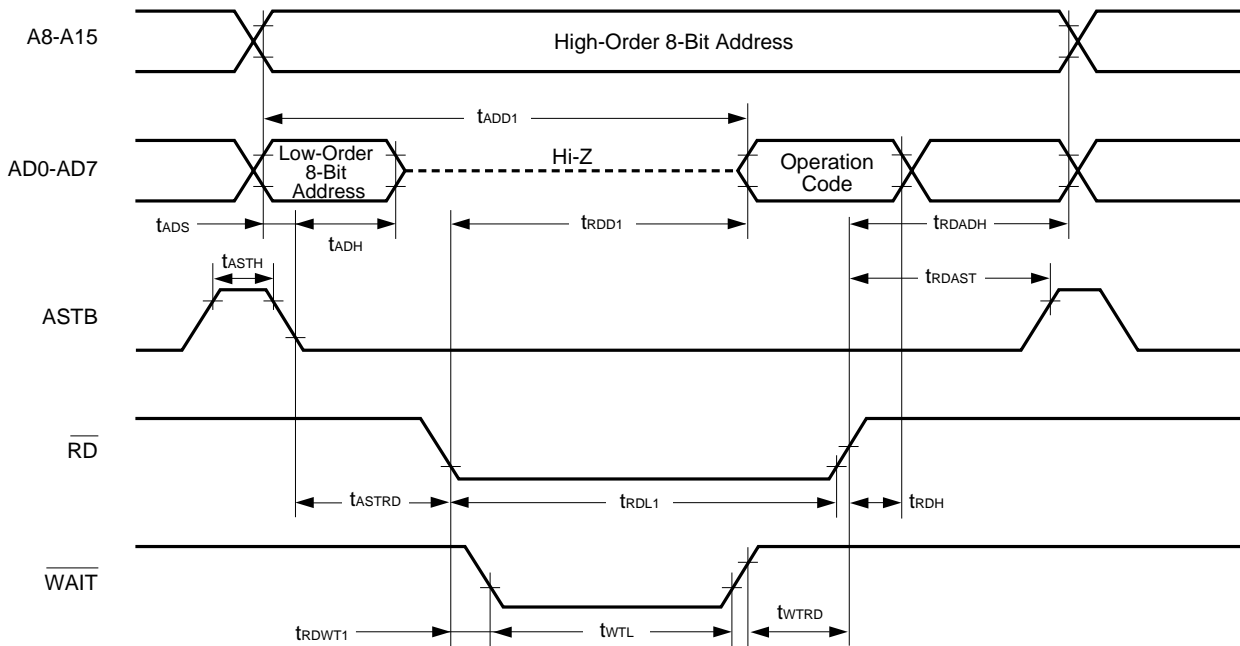 A8-A15
High-Order 8-Bit Address
tADD1
AD0-AD7
Low-Order
8-Bit
Address
Hi-Z
Operation
Code
tADS
tADH
tRDD1
tRDADH
tASTH
tRDAST
ASTB
RD
tASTRD
tRDL1
tRDH
WAIT
tRDWT1
tWTL
tWTRD